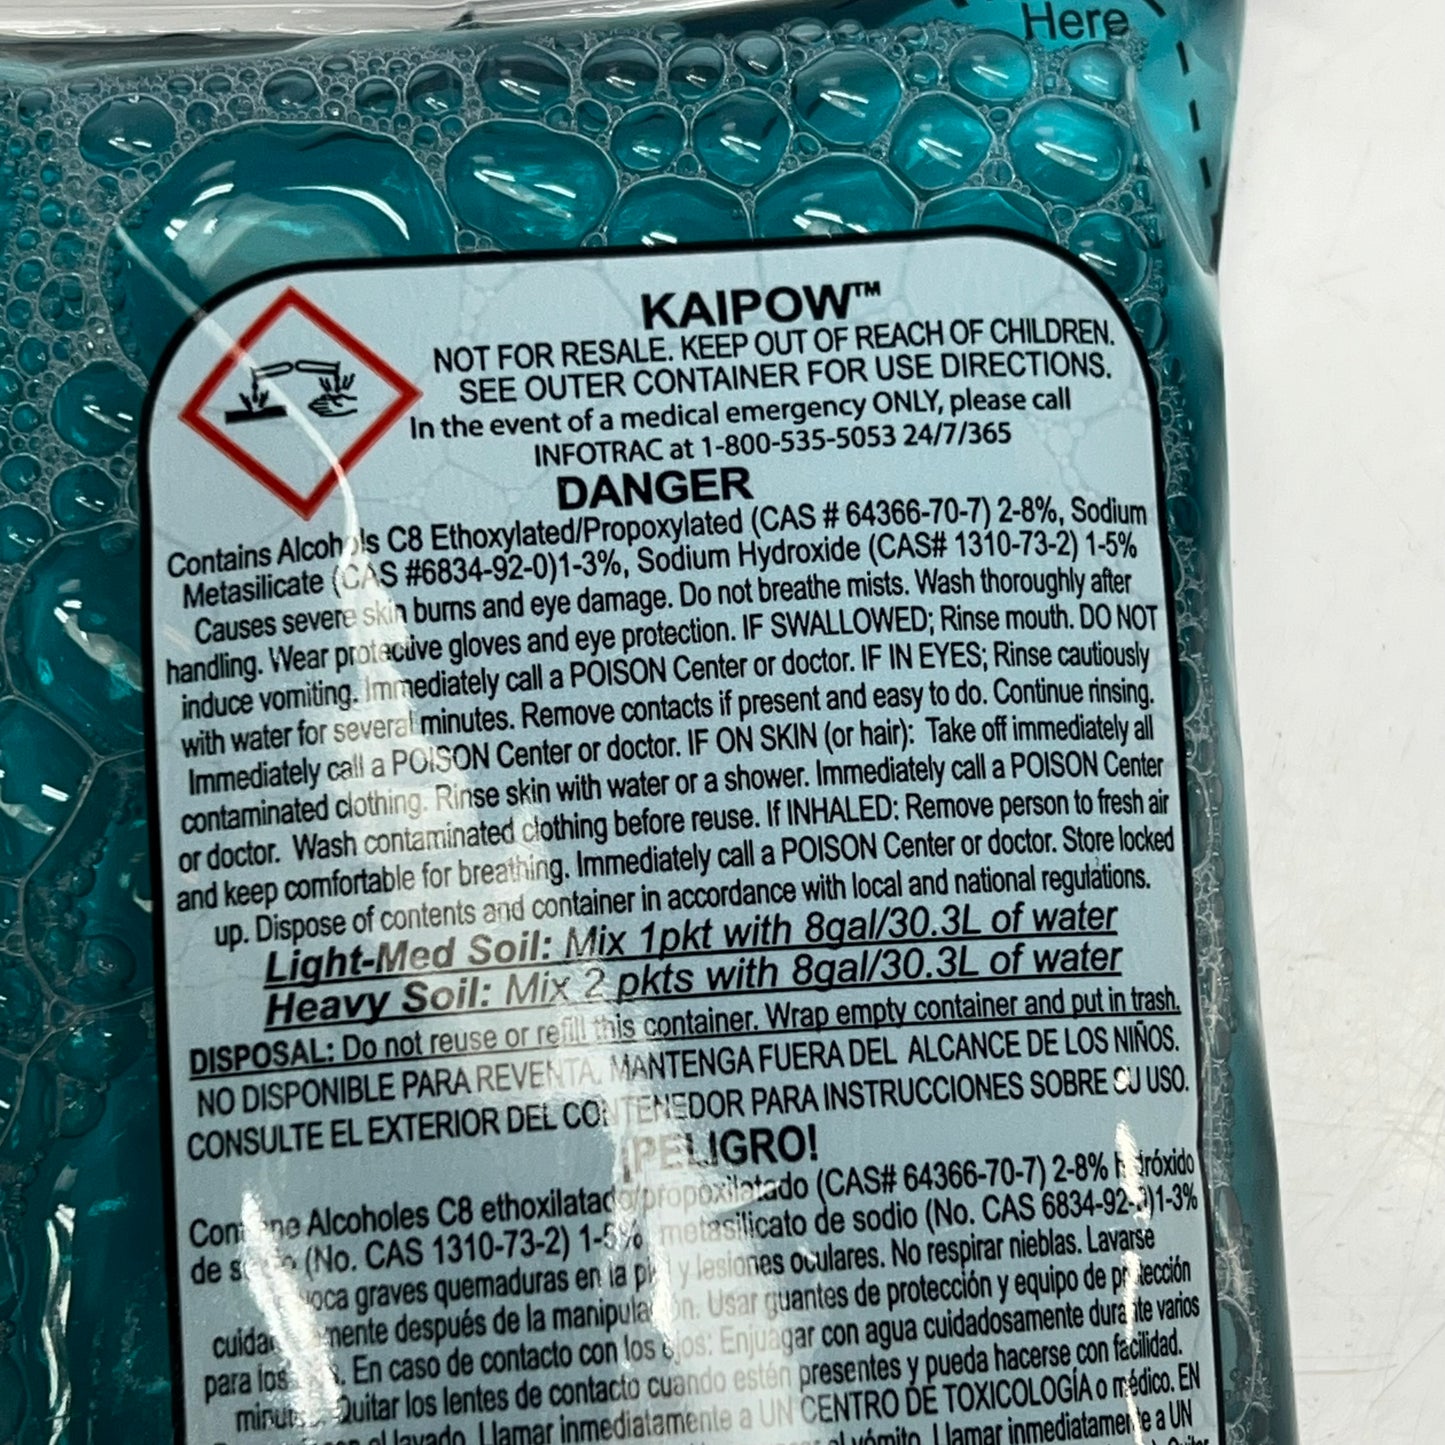 Here
KAIPOW™
NOT FOR RESALE. KEEP OUT OF REACH OF CHILDREN.
SEE OUTER CONTAINER FOR USE DIRECTIONS.
In the event of a medical emergency ONLY, please call
INFOTRAC at 1-800-535-5053 24/7/365
DANGER
Contains Alcohols C8 Ethoxylated/Propoxylated (CAS # 64366-70-7) 2-8%, Sodium
Metasilicate (CAS #6834-92-0)1-3%, Sodium Hydroxide (CAS# 1310-73-2) 1-5%
Causes severe skin burns and eye damage. Do not breathe mists. Wash thoroughly after
handling. Wear protective gloves and eye protection. IF SWALLOWED; Rinse mouth. DO NOT
induce vomiting. Immediately call a POISON Center or doctor. IF IN EYES; Rinse cautiously
with water for several minutes. Remove contacts if present and easy to do. Continue rinsing.
Immediately call a POISON Center or doctor. IF ON SKIN (or hair): Take off immediately all
contaminated clothing. Rinse skin with water or a shower. Immediately call a POISON Center
or doctor. Wash contaminated clothing before reuse. If INHALED: Remove person to fresh air
and keep comfortable for breathing. Immediately call a POISON Center or doctor. Store locked
up. Dispose of contents and container in accordance with local and national regulations.
Light-Med Soil: Mix 1pkt with 8gal/30.3L of water
Heavy Soil: Mix 2 pkts with 8gal/30.3L of water
DISPOSAL: Do not reuse or refill this container. Wrap empty container and put in trash.
NO DISPONIBLE PARA REVENTA. MANTENGA FUERA DEL ALCANCE DE LOS NIÑOS.
CONSULTE EL EXTERIOR DEL CONTENEDOR PARA INSTRUCCIONES SOBRE SU USO.
¡PELIGRO!
Contiene Alcoholes C8 ethoxilatado/propoxilatado (CAS# 64366-70-7) 2-8% hidróxido
de sodio (No. CAS 1310-73-2) 1-5% metasilicato de sodio (No. CAS 6834-92-0)1-3%
graves quemaduras en la piel y lesiones oculares. No respirar nieblas. Lavarse
después de la manipulación. Usar guantes de protección y equipo de protección
para los. En caso de contacto con los ojos: Enjuagar con agua cuidadosamente durante varios
minutos. Quitar los lentes de contacto cuando estén presentes y pueda hacerse con facilidad.
el lavado. Llamar inmediatamente a UN CENTRO DE TOXICOLOGÍA o médico. EN
vómito. Llamar inmediatamente a UN